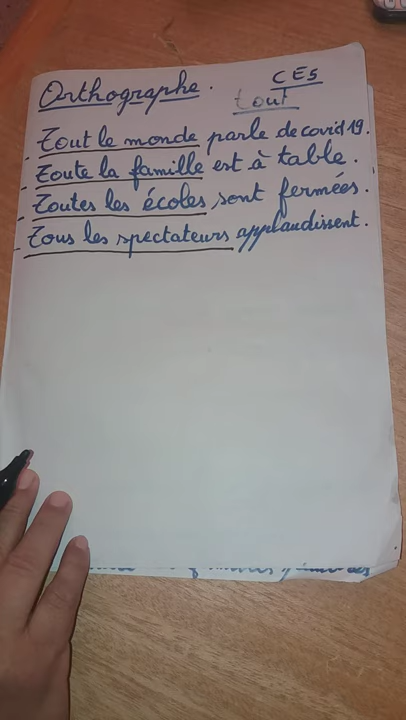 Orthographe.
CE5
tout
- Tout le monde parle de covid 19.
- Toute la famille est à table.
- Toutes les écoles sont fermées.
- Tous les spectateurs applaudissent.